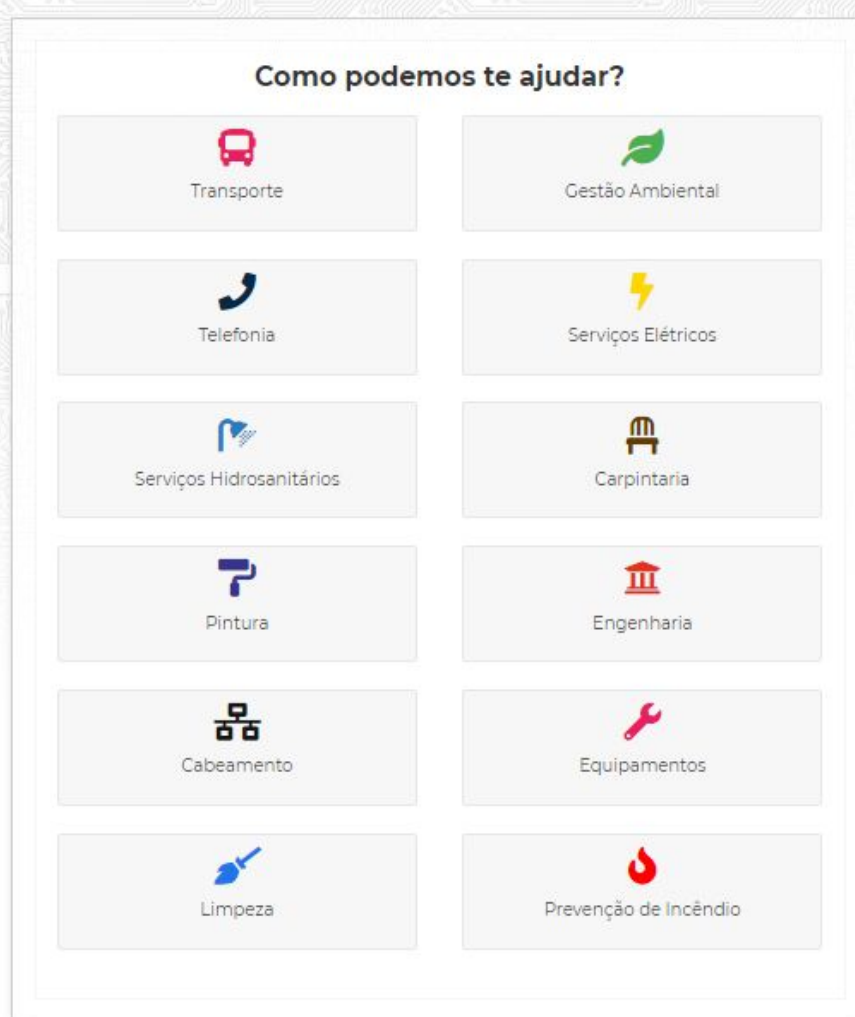 Como podemos te ajudar?
Transporte
Gestão Ambiental
Telefonia
Serviços Elétricos
Serviços Hidrosanitários
Carpintaria
Pintura
Engenharia
Cabeamento
Equipamentos
Limpeza
Prevenção de Incêndio